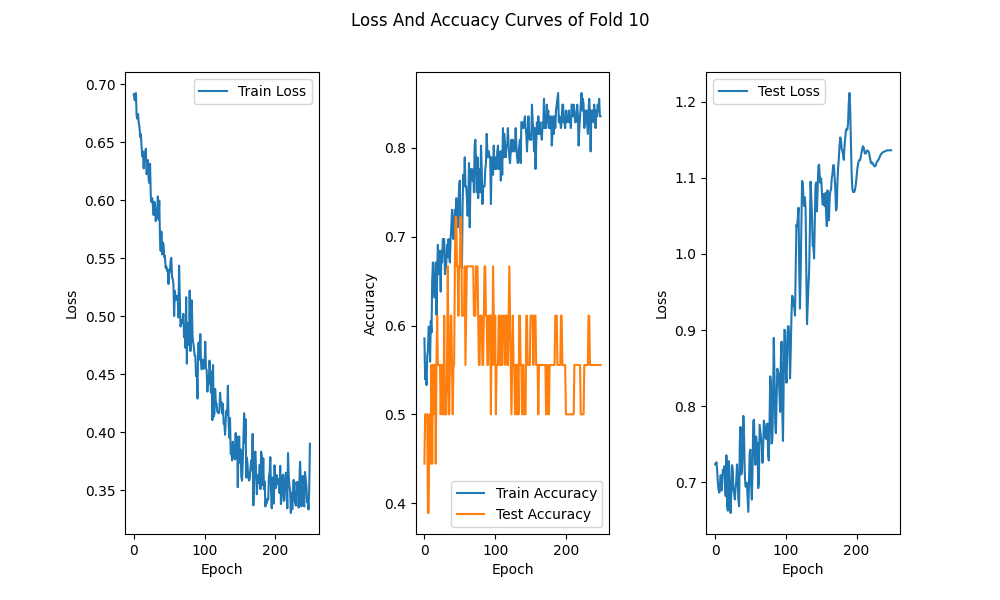 Loss And Accuacy Curves of Fold 10
Train Loss
0.70
0.65
0.60
0.55
0.50
0.45
0.40
0.35
Loss
0 100 200
Epoch
0.8
0.7
0.6
0.5
0.4
Accuracy
Train Accuracy
Test Accuracy
0 100 200
Epoch
Test Loss
1.2
1.1
1.0
0.9
0.8
0.7
Loss
0 100 200
Epoch